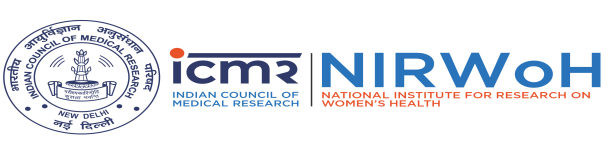 भारतीय आयुर्विज्ञान अनुसंधान परिषद
INDIAN COUNCIL OF MEDICAL RESEARCH
NEW DELHI
नई दिल्ली
icmr
INDIAN COUNCIL OF
MEDICAL RESEARCH
NIRWoH
NATIONAL INSTITUTE FOR RESEARCH ON
WOMEN'S HEALTH